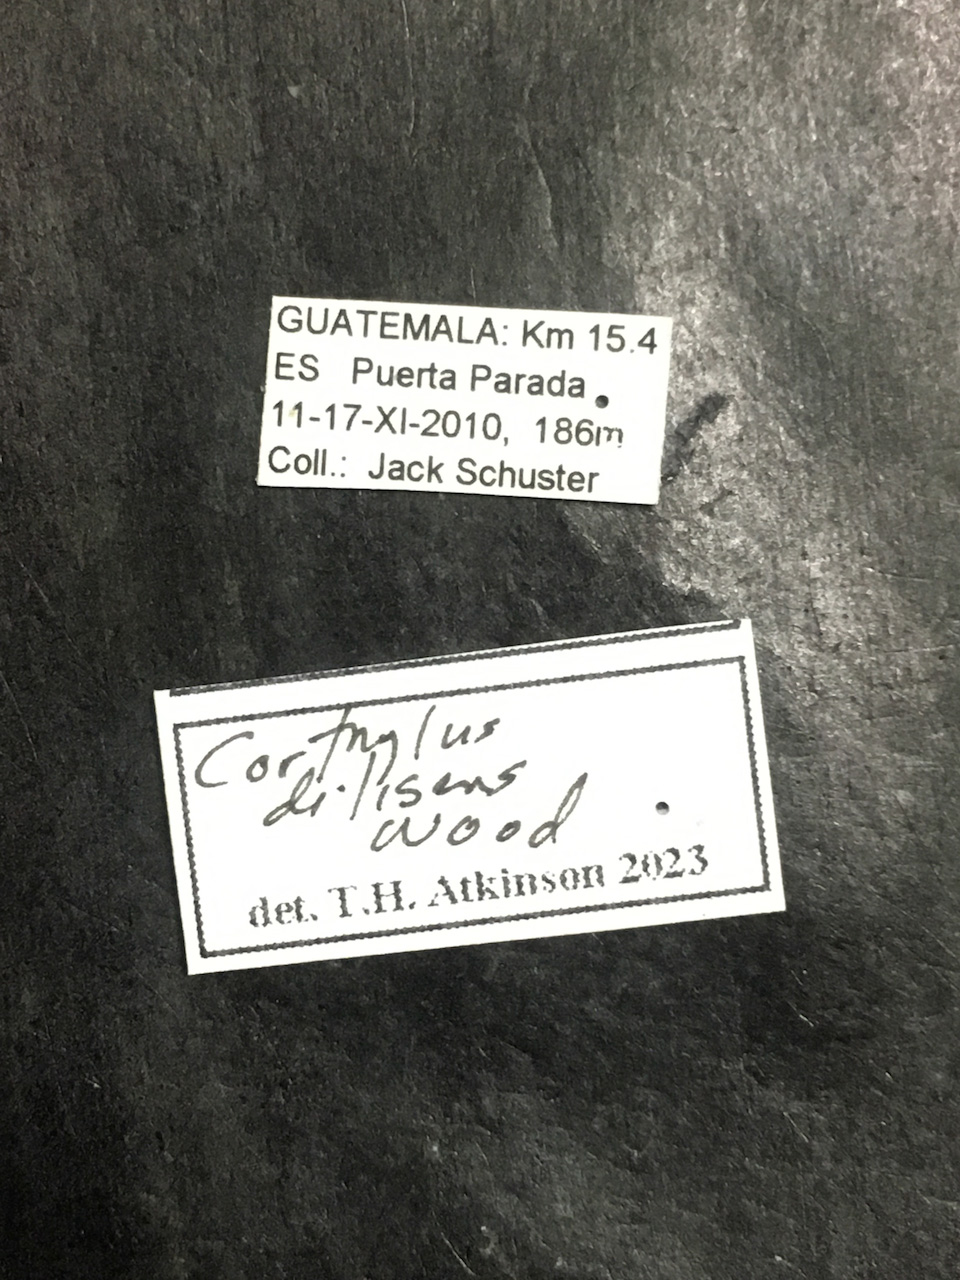 GUATEMALA: Km 15.4
ES Puerta Parada
11-17-XI-2010, 186m
Coll.: Jack Schuster
Corthylus
diligens
Wood
det. T.H. Atkinson 2023